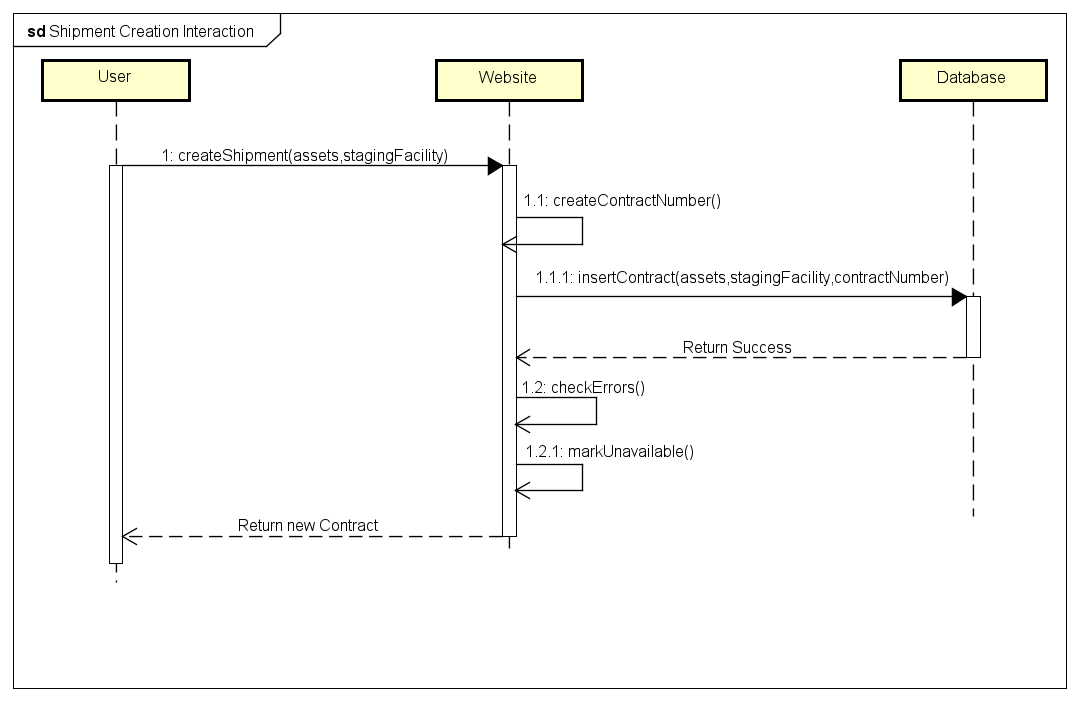 sd Shipment Creation Interaction
User
Website
Database
1: createShipment(assets,stagingFacility)
1.1: createContractNumber()
1.1.1: insertContract(assets,stagingFacility,contractNumber)
Return Success
1.2: checkErrors()
1.2.1: markUnavailable()
Return new Contract